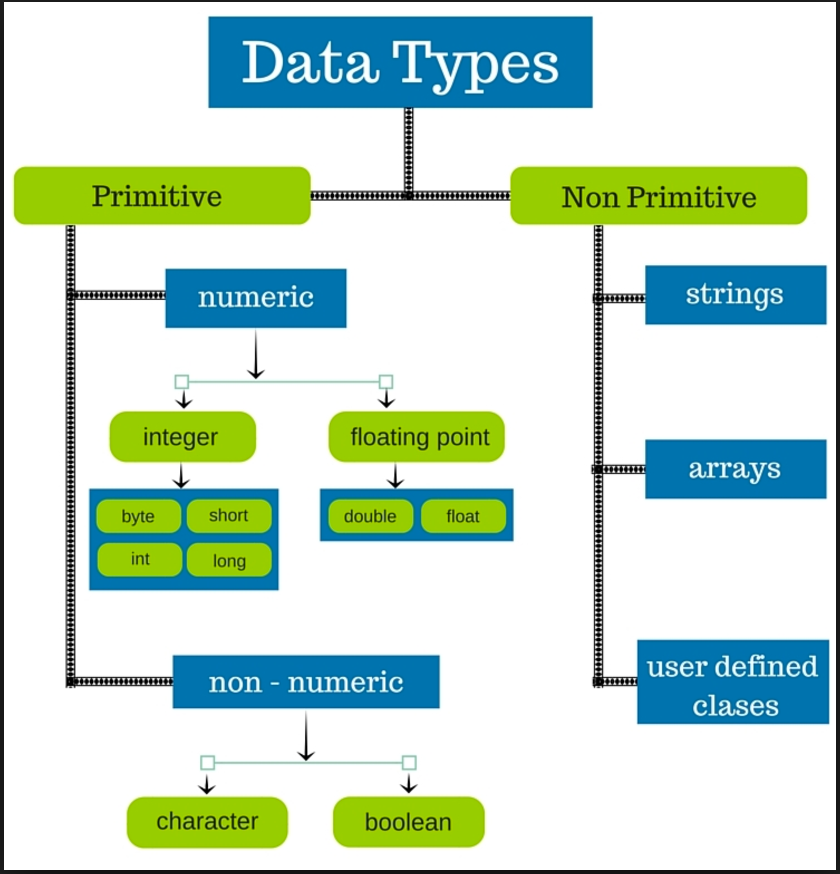 Data Types
Primitive
Non Primitive
numeric
strings
integer
floating point
arrays
byte
short
double
float
int
long
non - numeric
user defined
clases
character
boolean